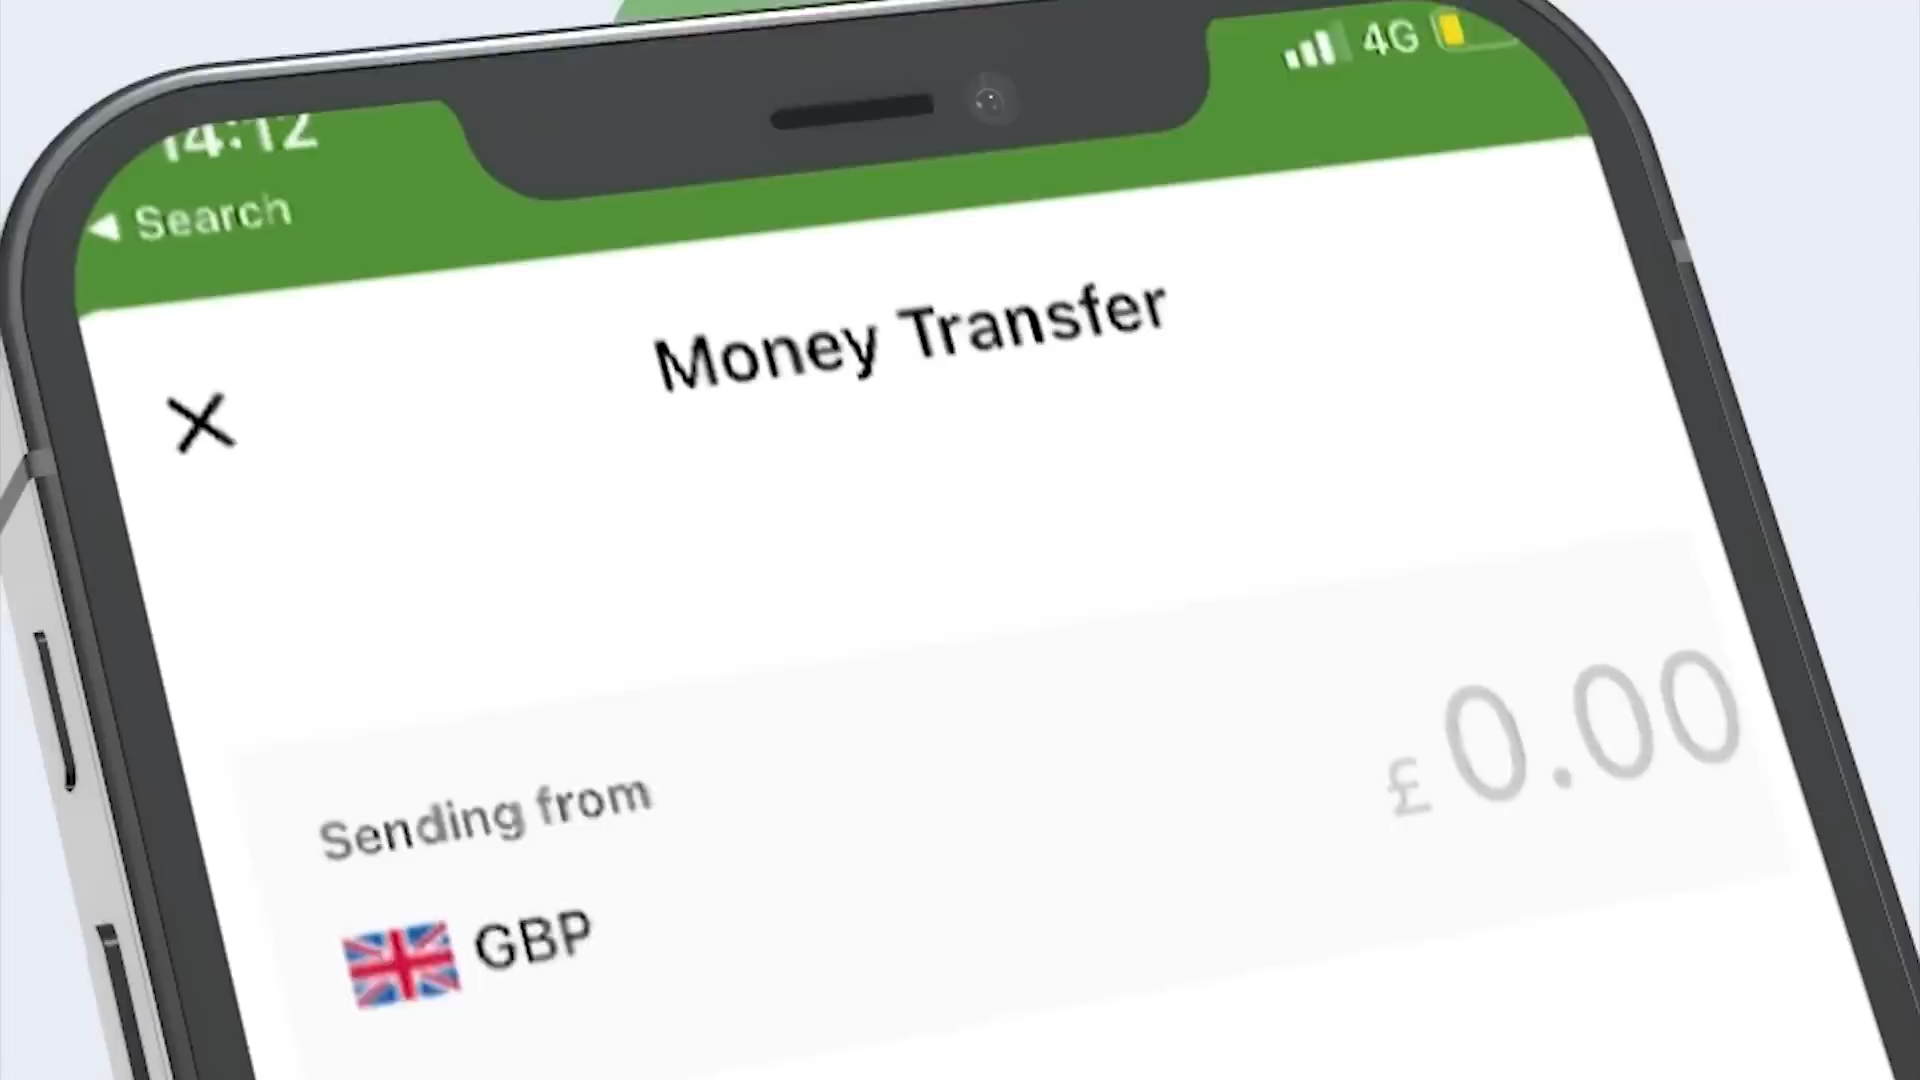 14:12
4G
Search
Money Transfer
£0.00
Sending from
GBP